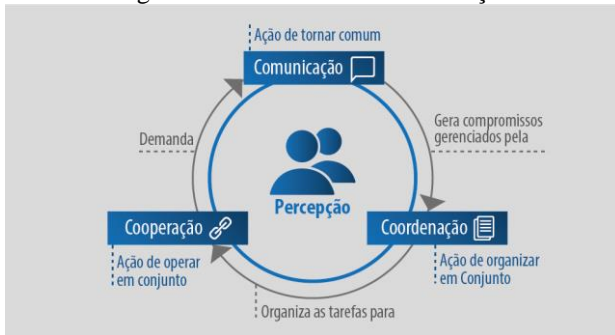 Ação de tornar comum
Comunicação
Demanda
Gera compromissos
gerenciados pela
Percepção
Cooperação
Coordenação
Ação de operar
em conjunto
Ação de organizar
em Conjunto
Organiza as tarefas para